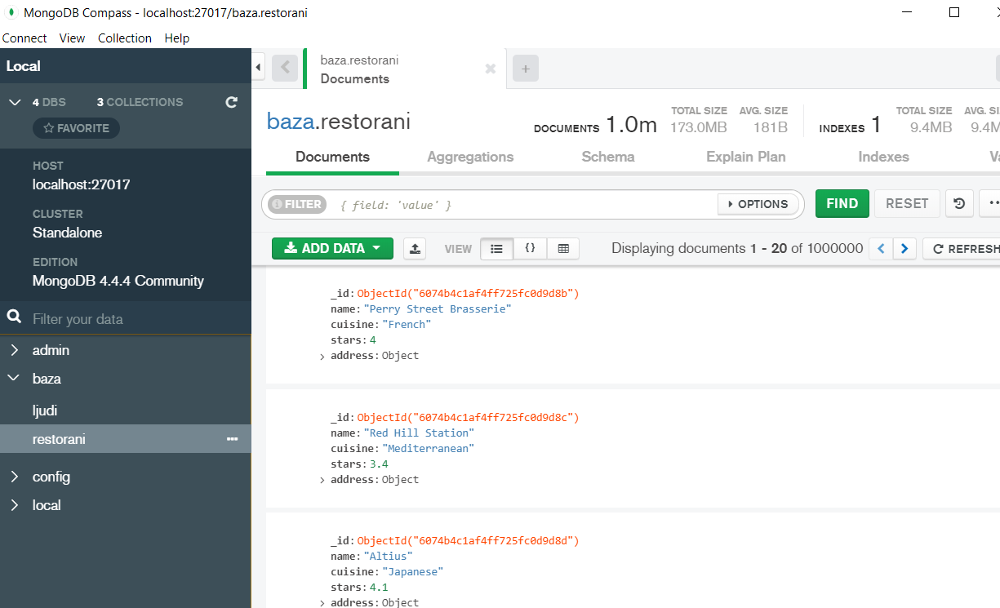 MongoDB Compass - localhost:27017/baza.restorani
Connect View Collection Help
Local
4 DBS 3 COLLECTIONS
FAVORITE
HOST
localhost:27017
CLUSTER
Standalone
EDITION
MongoDB 4.4.4 Community
Filter your data
admin
baza
ljudi
restorani
config
local
baza.restorani
Documents
baza.restorani
DOCUMENTS 1.0m
TOTAL SIZE
173.0MB
AVG. SIZE
181B
INDEXES 1
TOTAL SIZE
9.4MB
AVG.
Documents Aggregations Schema Explain Plan Indexes
FILTER { field: 'value' } OPTIONS FIND RESET
ADD DATA VIEW {} Displaying documents 1 - 20 of 1000000 REFRESH
_id: ObjectId("6074b4c1af4ff725fc0d9d8b")
name: "Perry Street Brasserie"
cuisine: "French"
stars: 4
address: Object
_id: ObjectId("6074b4c1af4ff725fc0d9d8c")
name: "Red Hill Station"
cuisine: "Mediterranean"
stars: 3.4
address: Object
_id: ObjectId("6074b4c1af4ff725fc0d9d8d")
name: "Altius"
cuisine: "Japanese"
stars: 4.1
address: Object